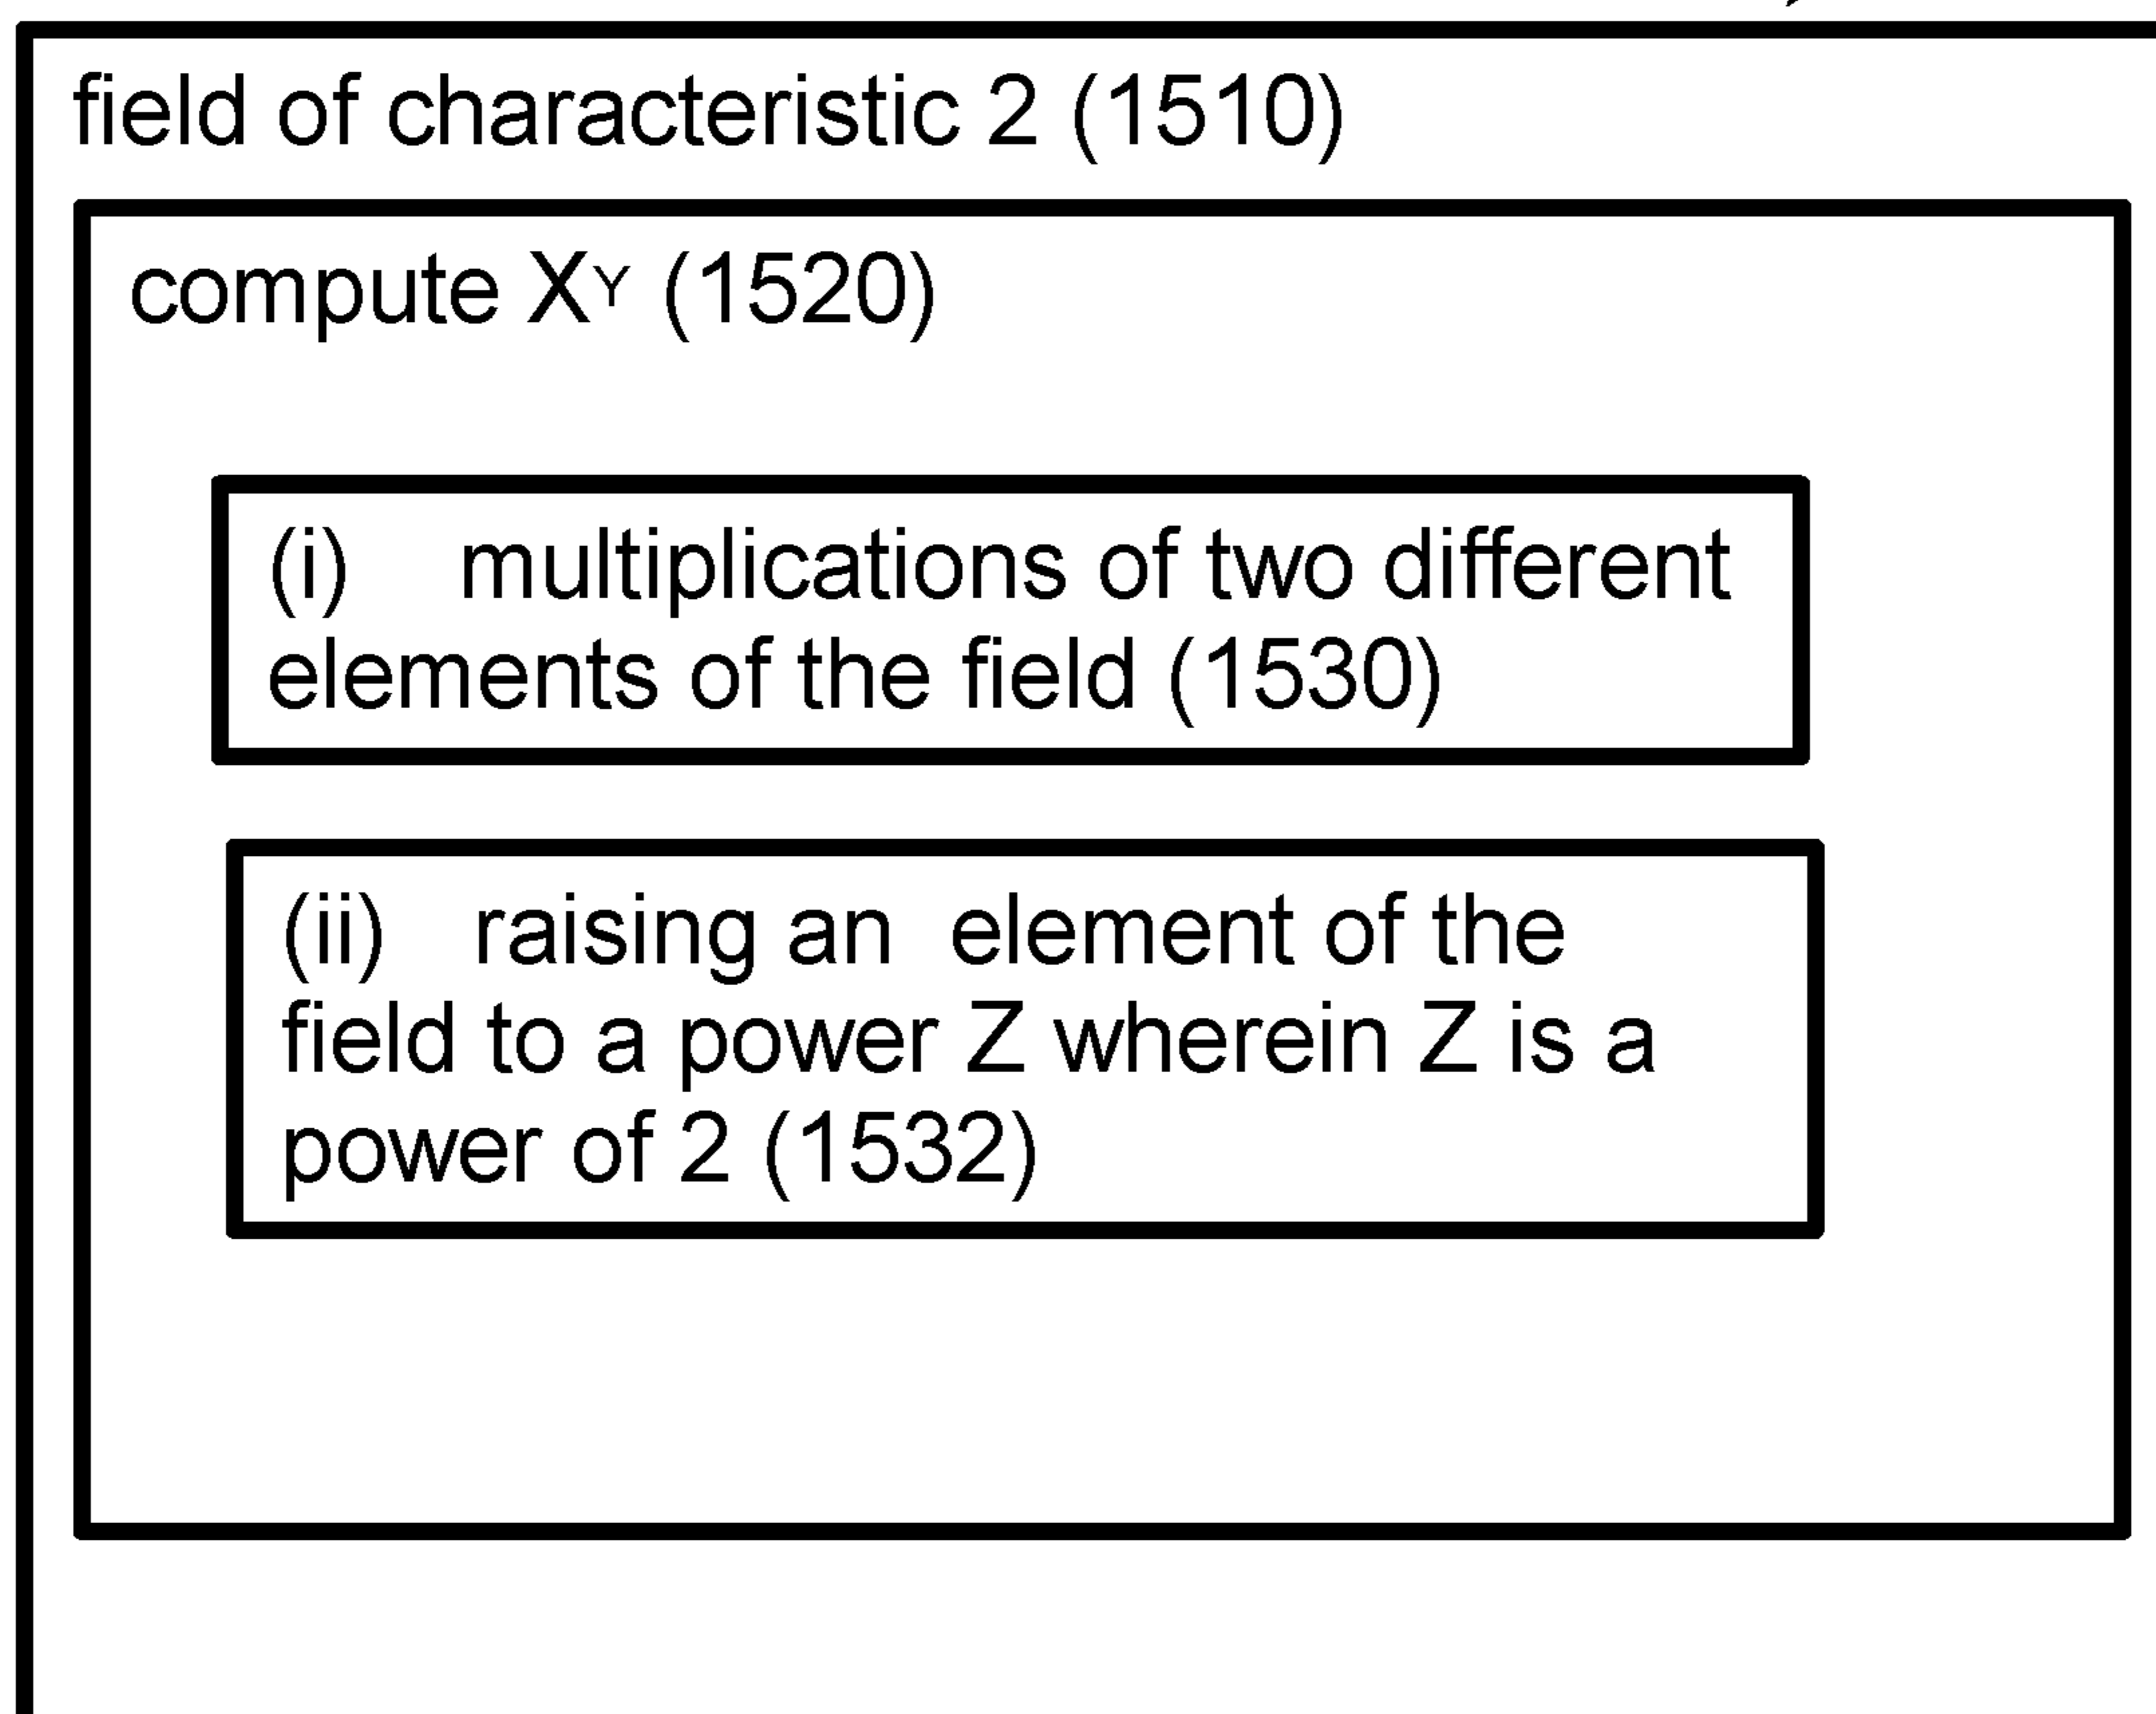 field of characteristic 2 (1510)
compute XY (1520)
(i) multiplications of two different
elements of the field (1530)
(ii) raising an element of the
field to a power Z wherein Z is a
power of 2 (1532)